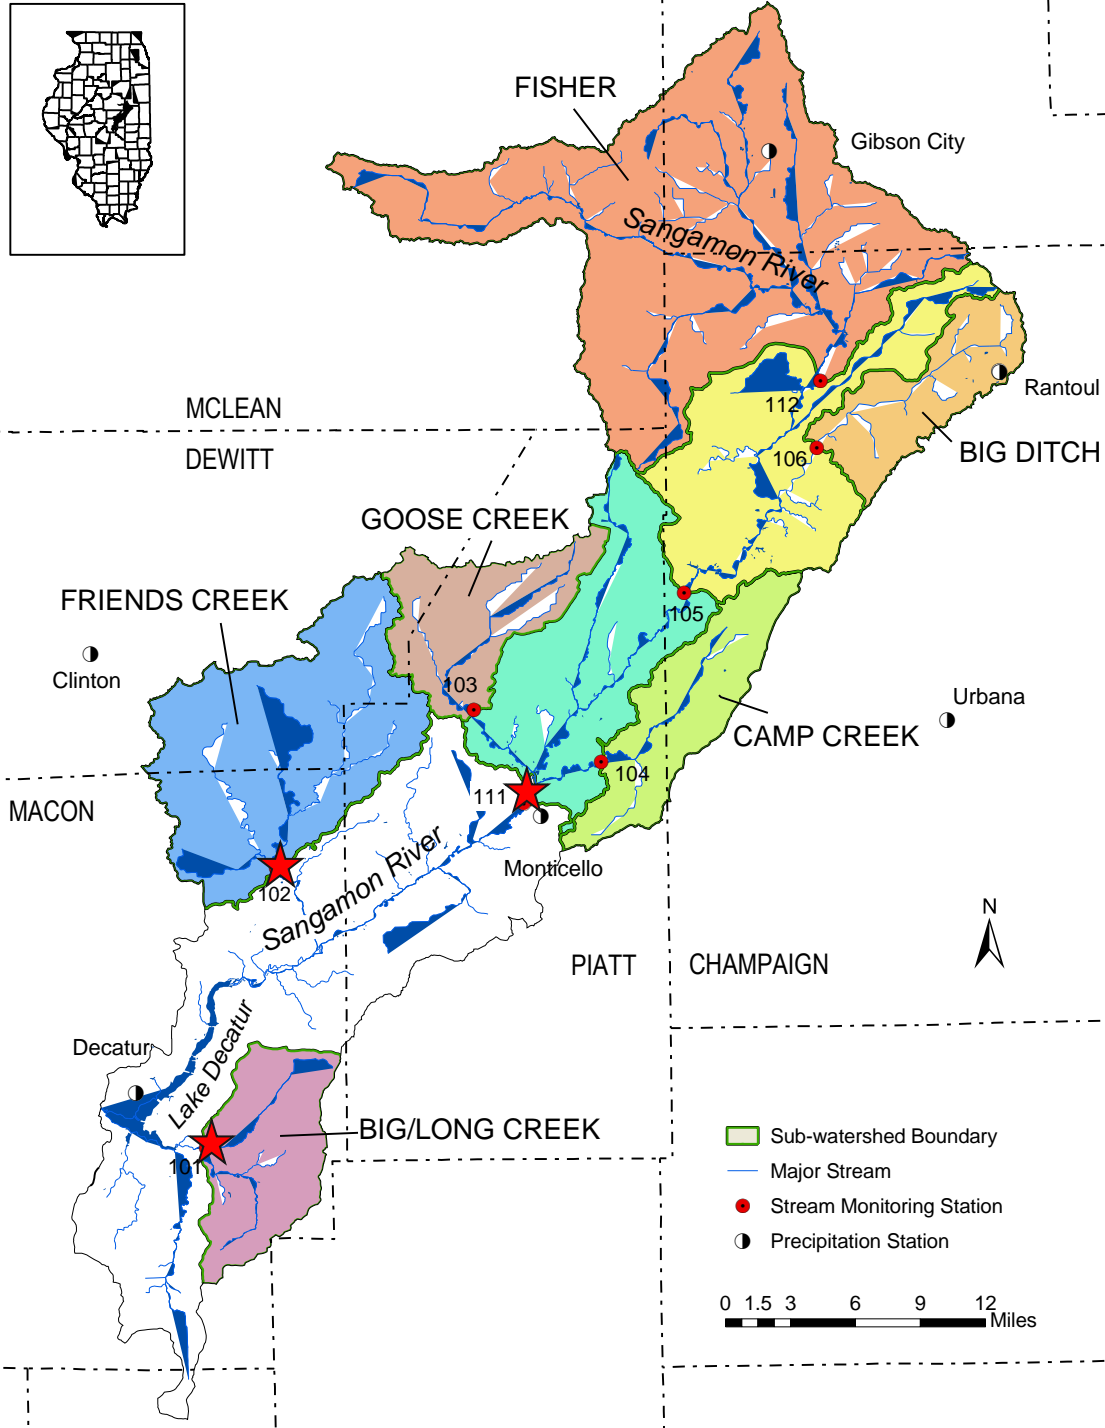 FISHER
Gibson City
Sangamon River
Rantoul
112
MCLEAN
DEWITT
106
BIG DITCH
GOOSE CREEK
FRIENDS CREEK
105
Clinton
103
Urbana
CAMP CREEK
104
111
MACON
Monticello
102
Sangamon River
N
PIATT
CHAMPAIGN
Decatur
Lake Decatur
BIG/LONG CREEK
101
Sub-watershed Boundary
Major Stream
Stream Monitoring Station
Precipitation Station
0 1.5 3 6 9 12
Miles